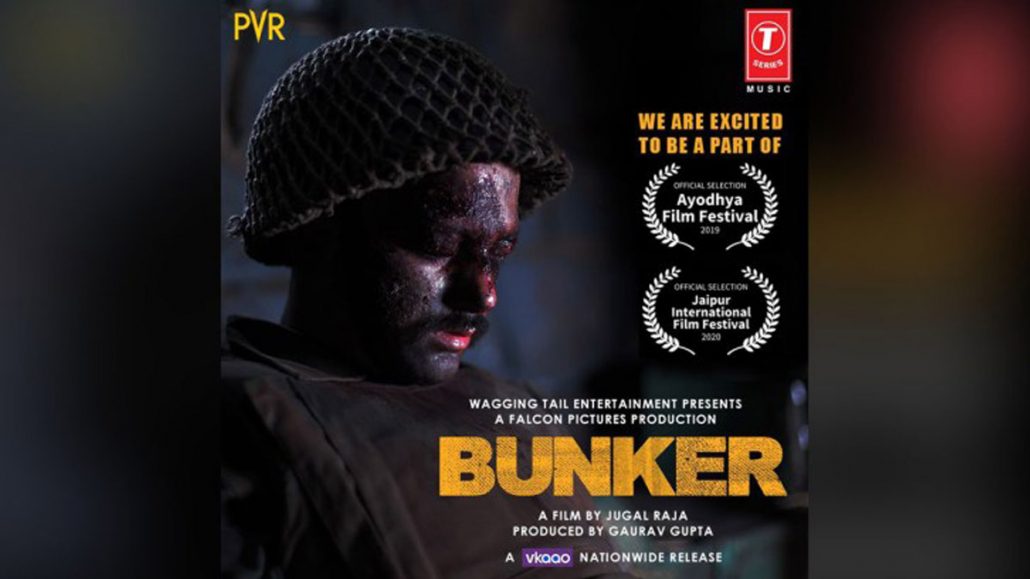 PVR
T
SERIES
MUSIC
WE ARE EXCITED
TO BE A PART OF
OFFICIAL SELECTION
Ayodhya
Film Festival
2019
OFFICIAL SELECTION
Jaipur
International
Film Festival
2020
WAGGING TAIL ENTERTAINMENT PRESENTS
A FALCON PICTURES PRODUCTION
BUNKER
A FILM BY JUGAL RAJA
PRODUCED BY GAURAV GUPTA
A vkaao NATIONWIDE RELEASE